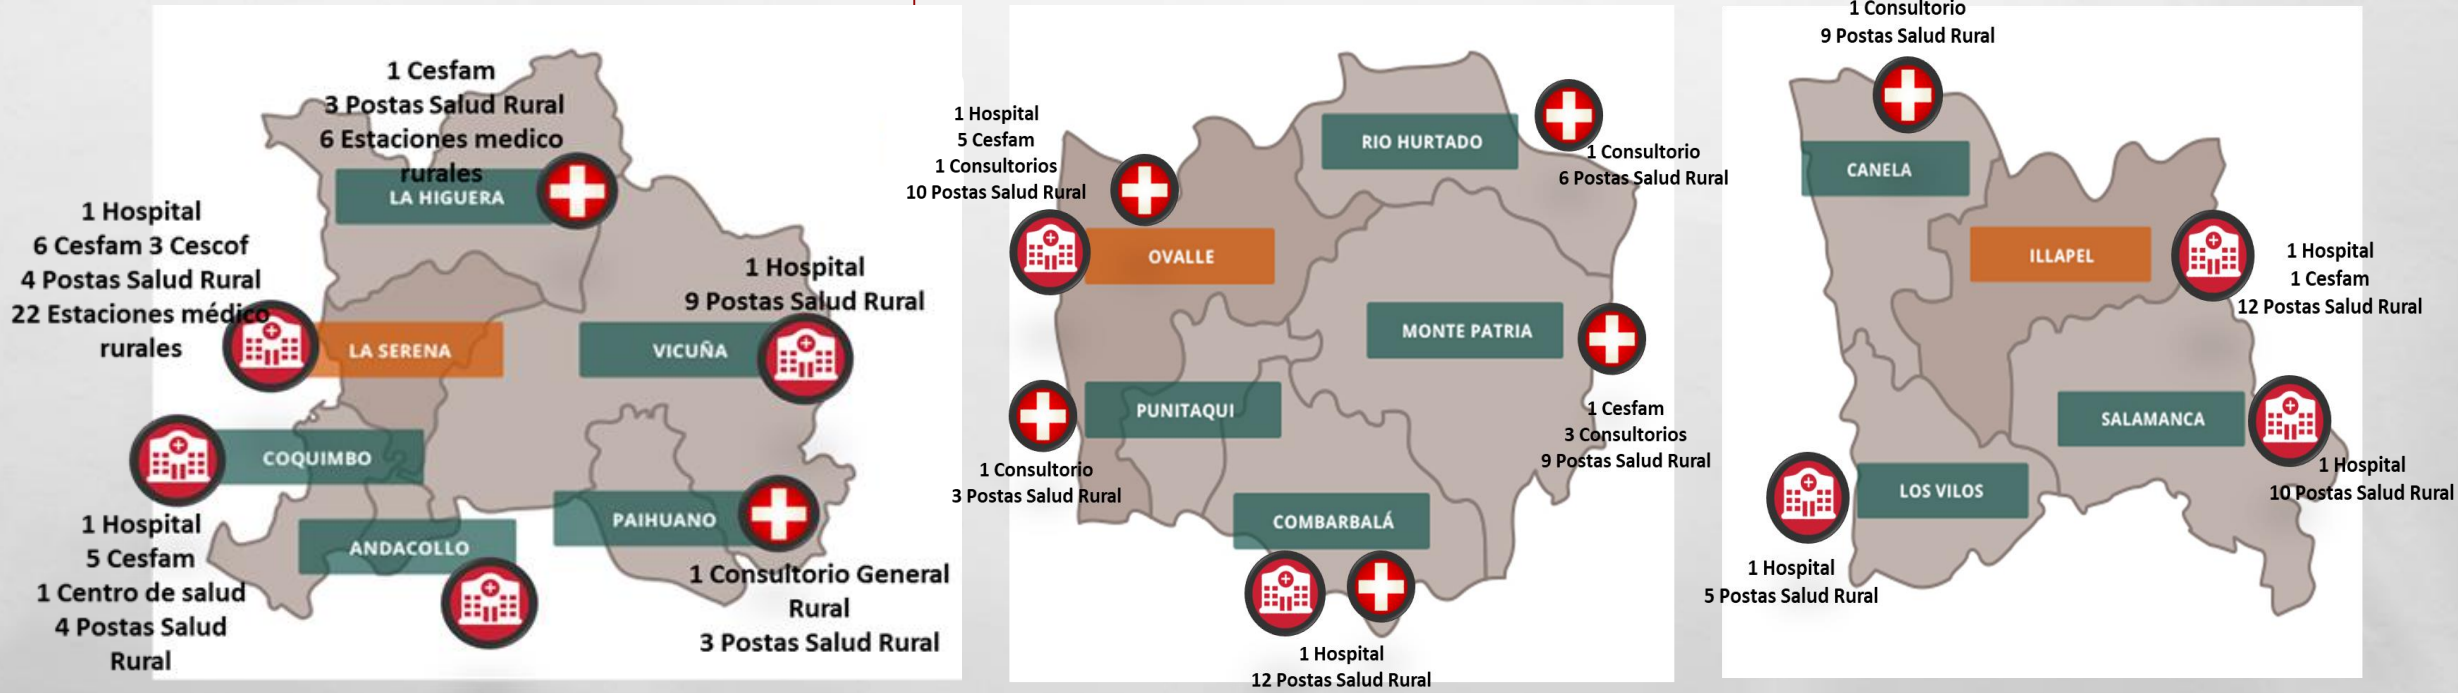 1 Cesfam
3 Postas Salud Rural
6 Estaciones medico
rurales
LA HIGUERA
1 Hospital
6 Cesfam 3 Cescof
4 Postas Salud Rural
22 Estaciones médico
rurales
LA SERENA
1 Hospital
9 Postas Salud Rural
VICUÑA
COQUIMBO
1 Hospital
5 Cesfam
1 Centro de salud
4 Postas Salud
Rural
ANDACOLLO
PAIHUANO
1 Consultorio General
Rural
3 Postas Salud Rural
1 Hospital
5 Cesfam
1 Consultorios
10 Postas Salud Rural
OVALLE
RIO HURTADO
1 Consultorio
6 Postas Salud Rural
MONTE PATRIA
1 Cesfam
3 Consultorios
9 Postas Salud Rural
PUNITAQUI
1 Consultorio
3 Postas Salud Rural
COMBARBALÁ
1 Hospital
12 Postas Salud Rural
1 Consultorio
9 Postas Salud Rural
CANELA
ILLAPEL
1 Hospital
1 Cesfam
12 Postas Salud Rural
SALAMANCA
1 Hospital
10 Postas Salud Rural
LOS VILOS
1 Hospital
5 Postas Salud Rural